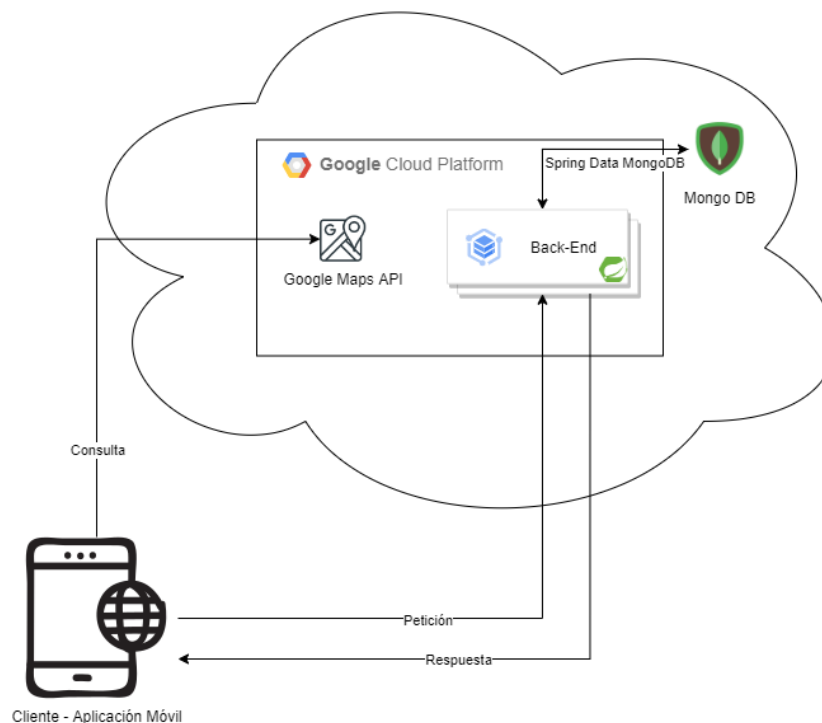 Google Cloud Platform
Spring Data MongoDB
Mongo DB
G
Back-End
Google Maps API
Consulta
Petición
Respuesta
Cliente - Aplicación Móvil